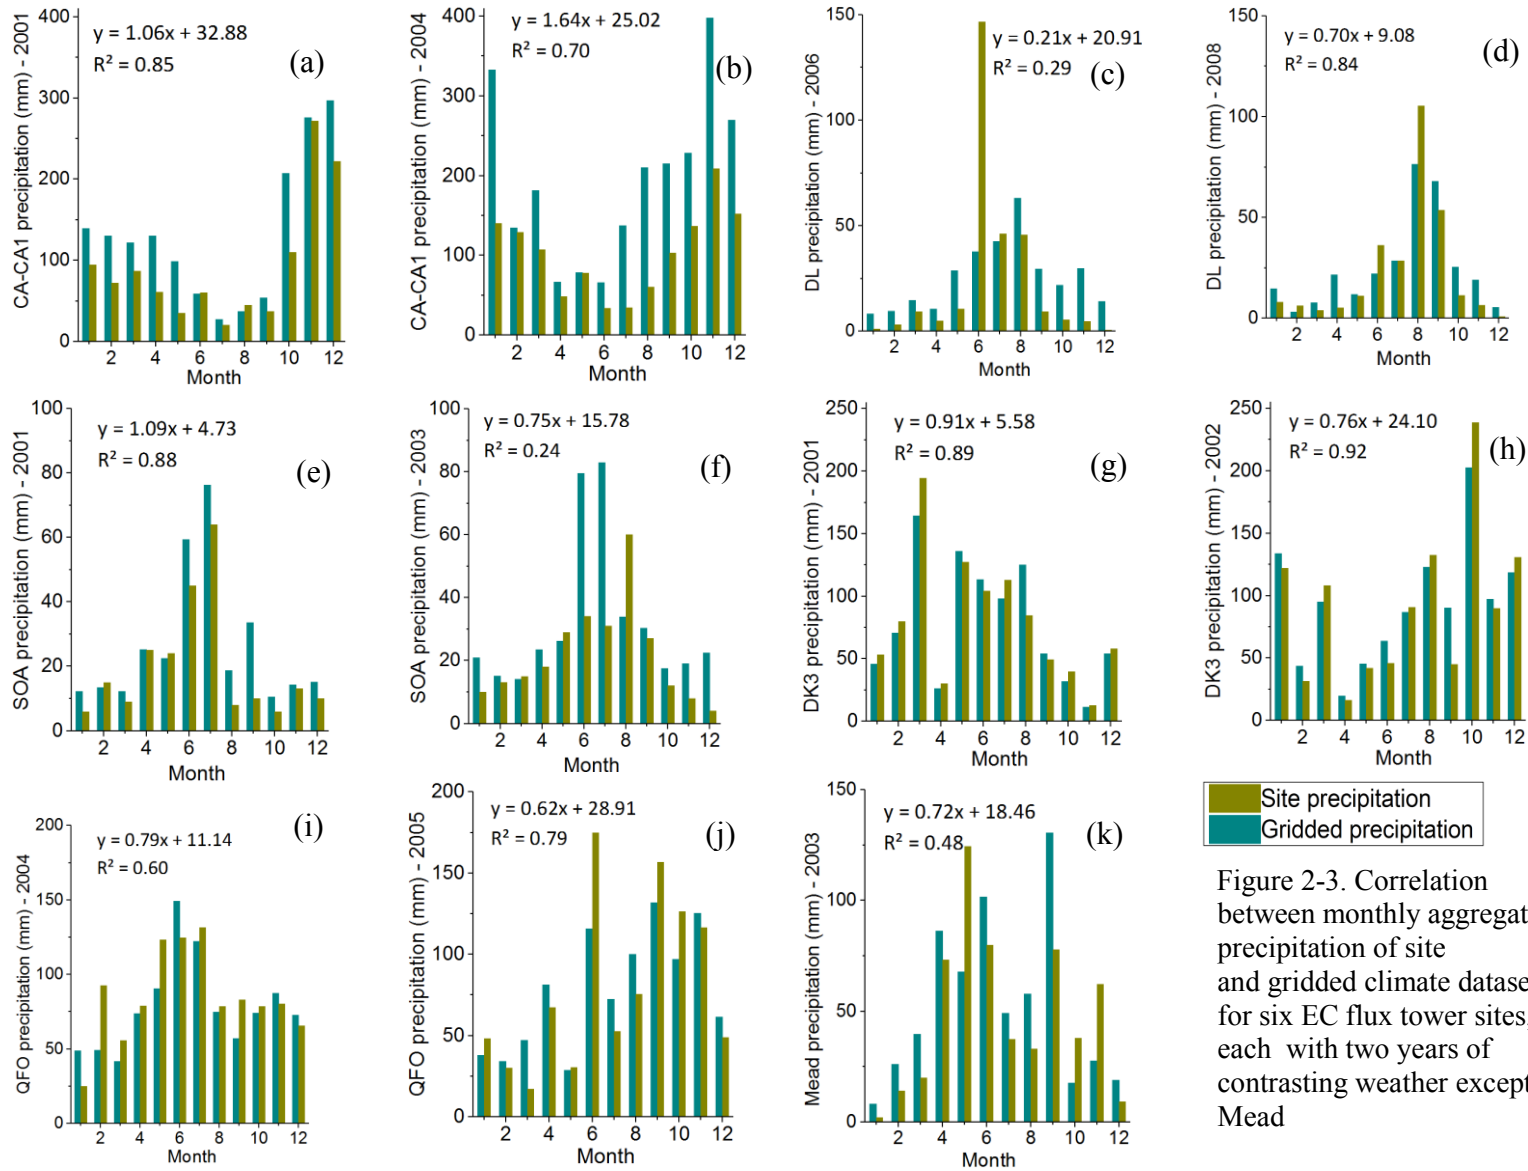 CA-CA1 precipitation (mm) - 2001
400
300
200
100
0
y = 1.06x + 32.88
R² = 0.85
(a)
2 4 6 8 10 12
Month
CA-CA1 precipitation (mm) - 2004
400
300
200
100
0
y = 1.64x + 25.02
R² = 0.70
(b)
2 4 6 8 10 12
Month
DL precipitation (mm) - 2006
150
100
50
0
y = 0.21x + 20.91
R² = 0.29
(c)
2 4 6 8 10 12
Month
DL precipitation (mm) - 2008
150
100
50
0
y = 0.70x + 9.08
R² = 0.84
(d)
2 4 6 8 10 12
Month
SOA precipitation (mm) - 2001
100
80
60
40
20
0
y = 1.09x + 4.73
R² = 0.88
(e)
2 4 6 8 10 12
Month
SOA precipitation (mm) - 2003
100
80
60
40
20
0
y = 0.75x + 15.78
R² = 0.24
(f)
2 4 6 8 10 12
Month
DK3 precipitation (mm) - 2001
250
200
150
100
50
0
y = 0.91x + 5.58
R² = 0.89
(g)
2 4 6 8 10 12
Month
DK3 precipitation (mm) - 2002
250
200
150
100
50
0
y = 0.76x + 24.10
R² = 0.92
(h)
2 4 6 8 10 12
Month
QFO precipitation (mm) - 2004
200
150
100
50
0
y = 0.79x + 11.14
R² = 0.60
(i)
2 4 6 8 10 12
Month
QFO precipitation (mm) - 2005
200
150
100
50
0
y = 0.62x + 28.91
R² = 0.79
(j)
2 4 6 8 10 12
Month
Mead precipitation (mm) - 2003
150
100
50
0
y = 0.72x + 18.46
R² = 0.48
(k)
2 4 6 8 10 12
Month
Site precipitation
Gridded precipitation
Figure 2-3. Correlation
between monthly aggregat
precipitation of site
and gridded climate datase
for six EC flux tower sites,
each with two years of
contrasting weather except
Mead